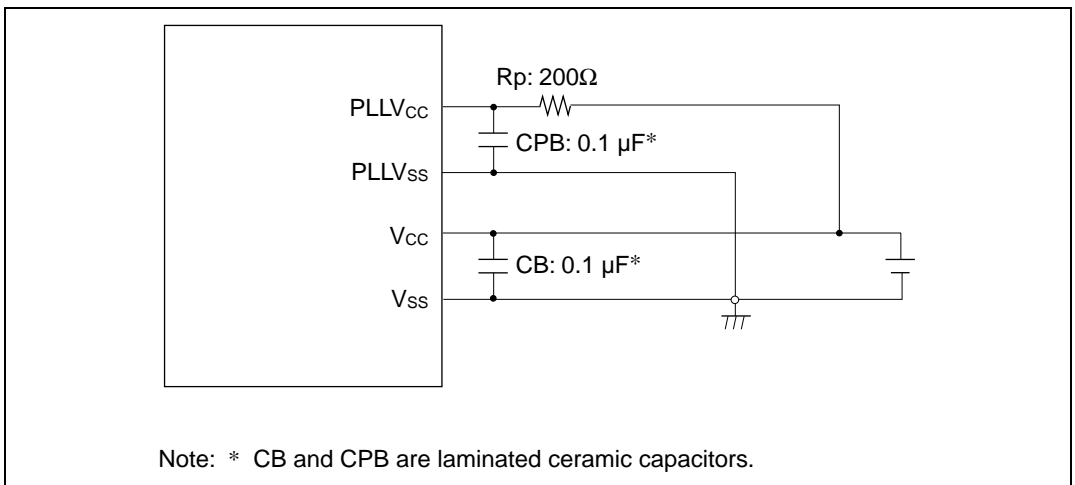 Rp: 200Ω
PLLVCC
CPB: 0.1 µF*
PLLVSS
VCC
CB: 0.1 µF*
VSS
Note: * CB and CPB are laminated ceramic capacitors.